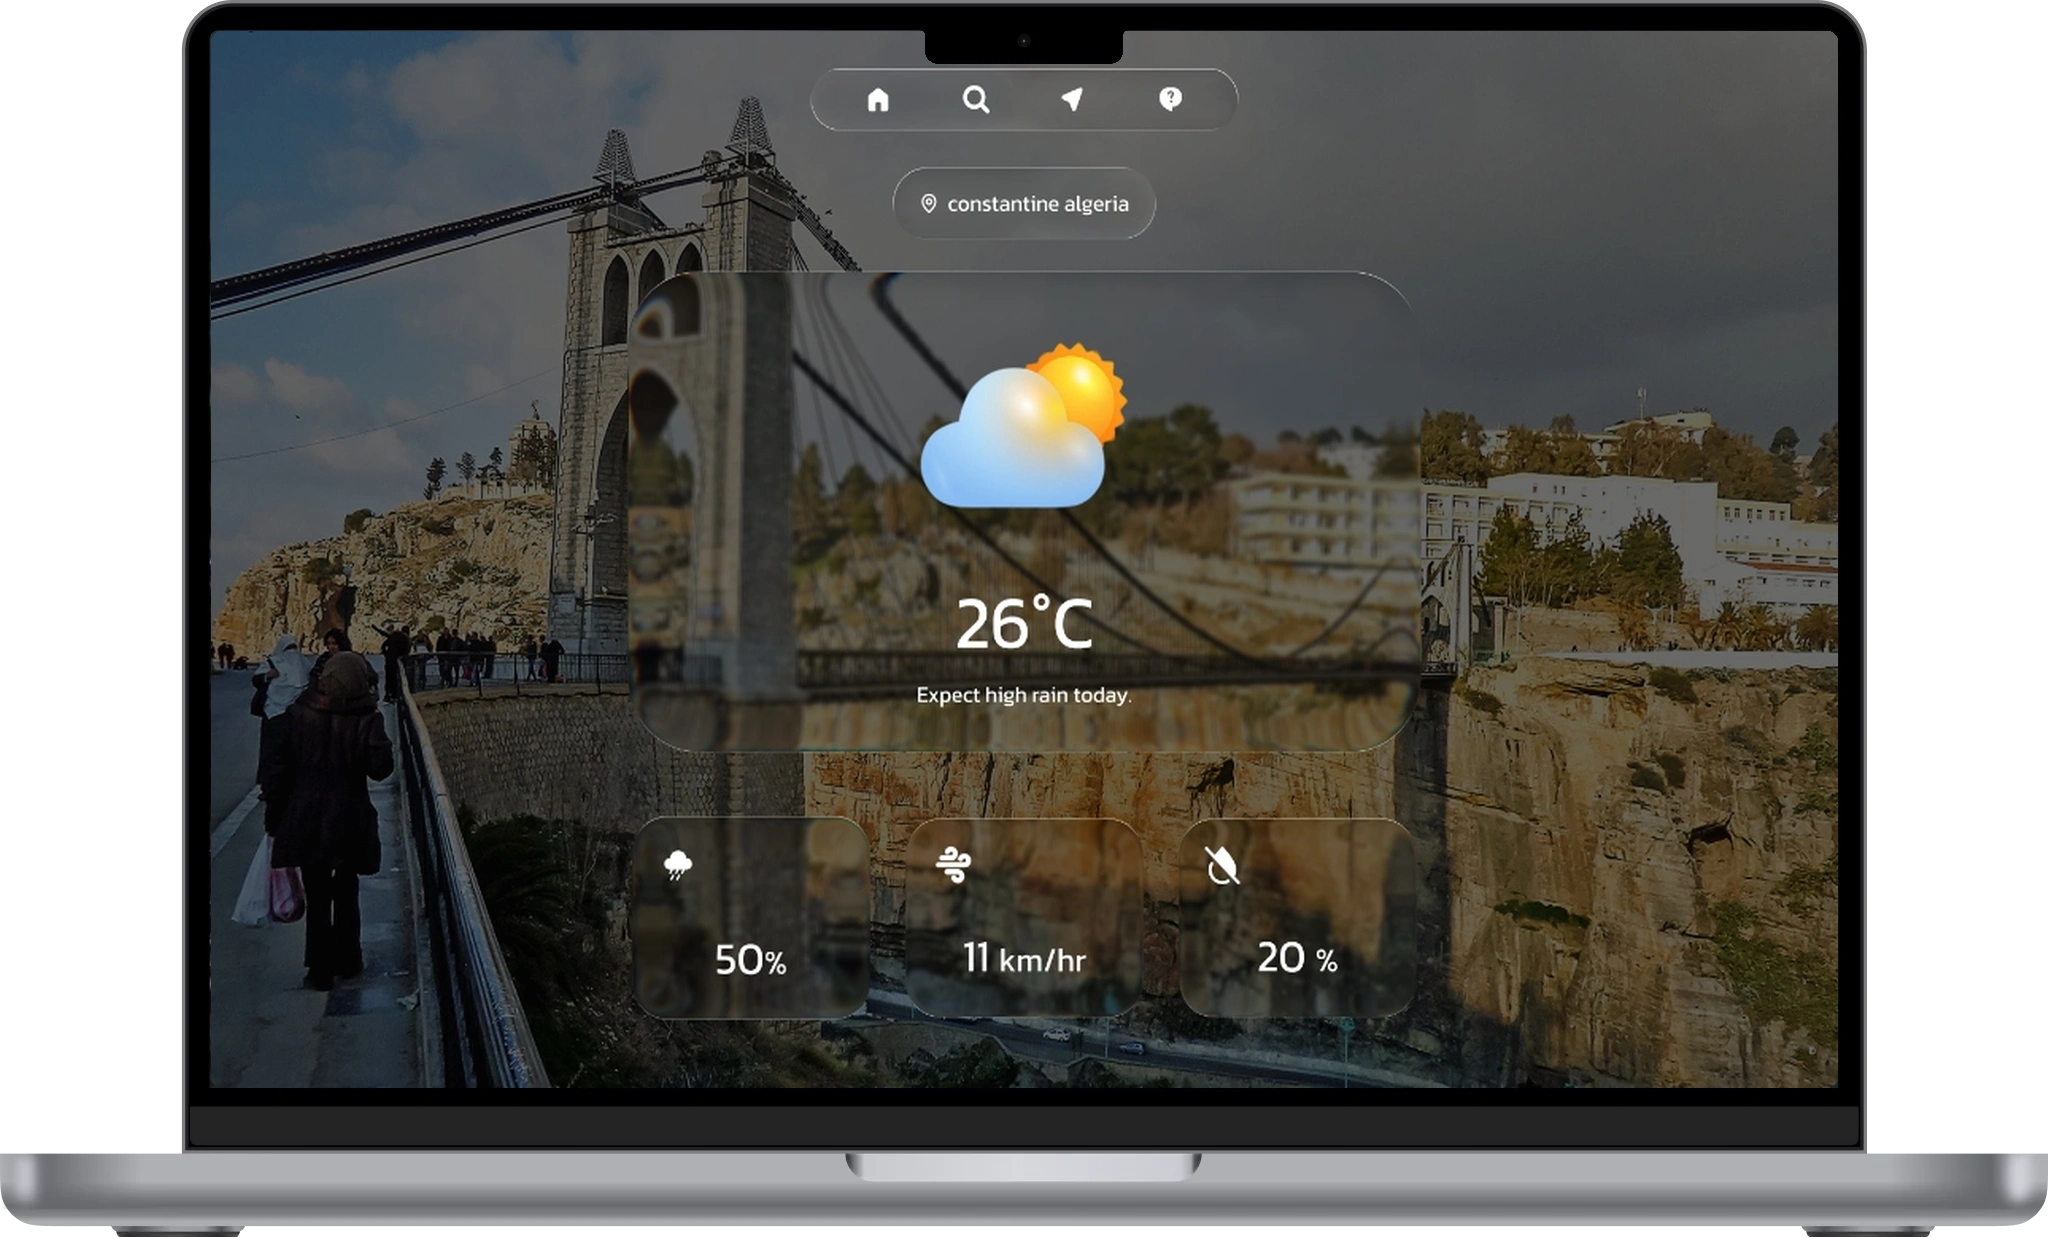 constantine algeria
26°C
Expect high rain today.
50%
11 km/hr
20 %